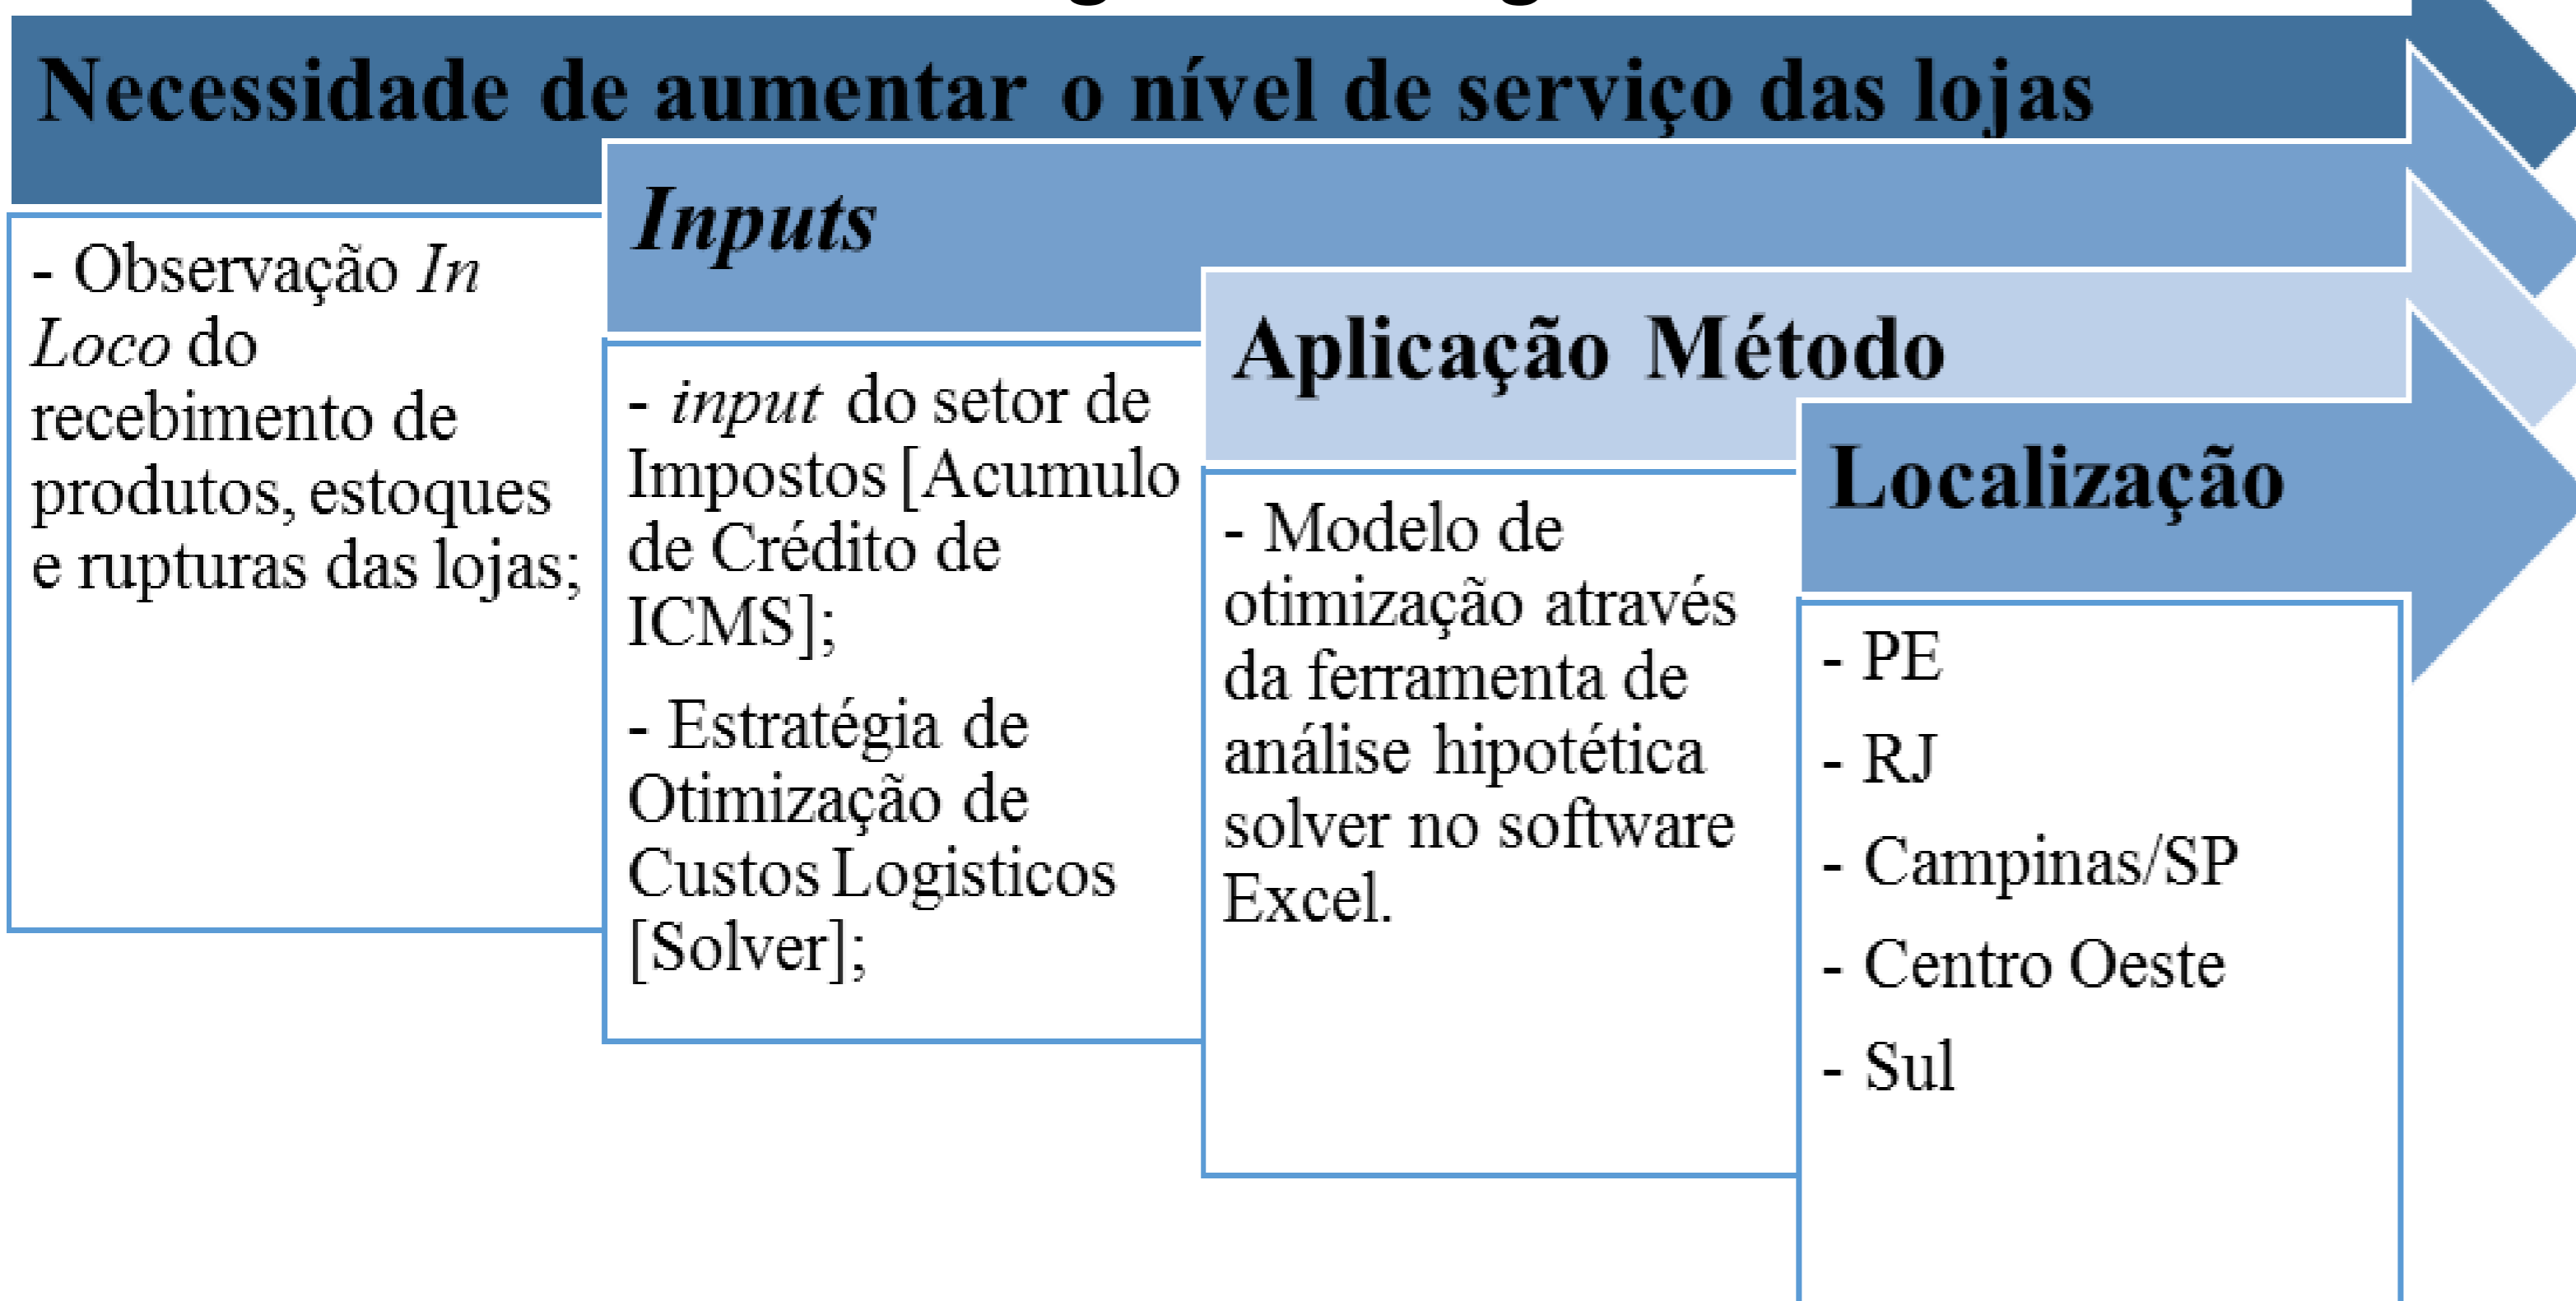 Necessidade de aumentar o nível de serviço das lojas
- Observação In
Loco do
recebimento de
produtos, estoques
e rupturas das lojas;
Inputs
- input do setor de
Impostos [Acumulo
de Crédito de
ICMS];
- Estratégia de
Otimização de
Custos Logisticos
[Solver];
Aplicação Método
- Modelo de
otimização através
da ferramenta de
análise hipotética
solver no software
Excel.
Localização
- PE
- RJ
- Campinas/SP
- Centro Oeste
- Sul